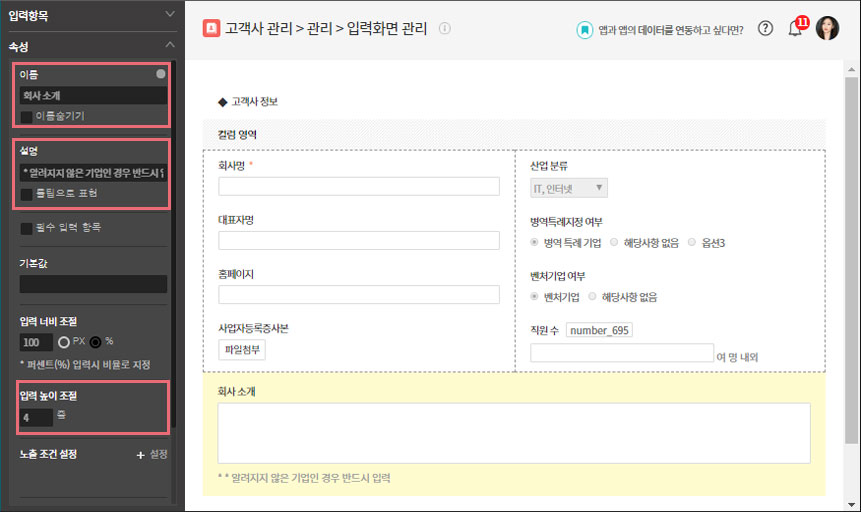 입력항목
속성
이름
회사 소개
이름숨기기
설명
* 알려지지 않은 기업인 경우 반드시 입
툴팁으로 표현
필수 입력 항목
기본값
입력 너비 조절
100 PX %
* 퍼센트(%) 입력시 비율로 지정
입력 높이 조절
4 줄
노출 조건 설정 + 설정
고객사 관리 > 관리 > 입력화면 관리
앱과 앱의 데이터를 연동하고 싶다면?
11
◆ 고객사 정보
컬럼 영역
회사명 *
대표자명
홈페이지
사업자등록증사본
파일첨부
산업 분류
IT, 인터넷
병역특례지정 여부
병역 특례 기업 해당사항 없음 옵션3
벤처기업 여부
벤처기업 해당사항 없음
직원 수 number_695
여 명 내외
회사 소개
* * 알려지지 않은 기업인 경우 반드시 입력